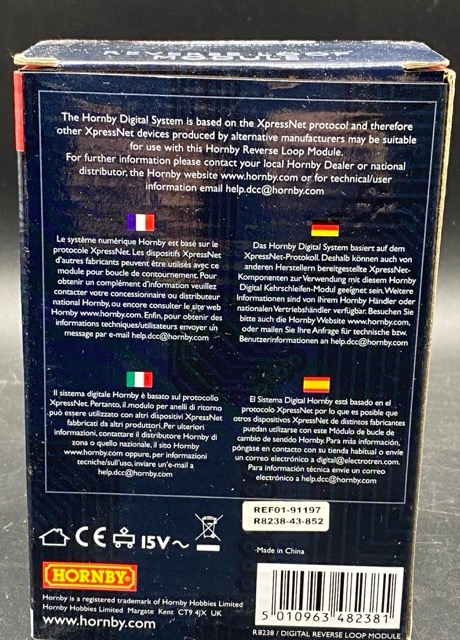 REVERSE LOOP
MODULE
The Hornby Digital System is based on the XpressNet protocol and therefore
other XpressNet devices produced by alternative manufacturers may be suitable
for use with this Hornby Reverse Loop Module.
For further information please contact your local Hornby Dealer or national
distributor, the Hornby website www.hornby.com or for technical/user
information email help.dcc@hornby.com
Le système numérique Hornby est basé sur le
protocole XpressNet. Les dispositifs XpressNet
d'autres fabricants peuvent être utilisés avec ce
module pour boucle de contournement. Pour
obtenir un complément d'information veuillez
contacter votre concessionnaire ou distributeur
national Hornby, ou encore consulter le site web
Hornby www.hornby.com. Enfin, pour obtenir des
informations techniques/utilisateurs envoyer un
message par e-mail help.dcc@hornby.com
Das Hornby Digital System basiert auf dem
XpressNet-Protokoll. Deshalb können auch von
anderen Herstellern bereitgestellte XpressNet-
Komponenten zur Verwendung mit diesem Hornby
Digital Kehrschleifen-Modul geeignet sein. Weitere
Informationen sind von Ihrem Hornby Händler oder
nationalen Vertriebshändler verfügbar. Besuchen Sie
bitte auch die Hornby Website www.hornby.com,
oder mailen Sie Ihre Anfrage für technische bzw.
Benutzerinformationen an help.dcc@hornby.com
Il sistema digitale Hornby è basato sul protocollo
XpressNet. Pertanto, il modulo per anelli di ritorno
può essere utilizzato con altri dispositivi XpressNet
fabbricati da altri produttori. Per ulteriori
informazioni, contattare il distributore Hornby di
zona o quello nazionale, il sito Hornby
www.hornby.com oppure, per informazioni
tecniche/sull'uso, inviare un'e-mail a
help.dcc@hornby.com
El Sistema Digital Hornby está basado en el
protocolo XpressNet por lo que es posible que
otros dispositivos XpressNet de distintos fabricantes
puedan utilizarse con este Módulo de bucle de
cambio de sentido Hornby. Para más información,
póngase en contacto con su tienda habitual o envíe
un correo electrónico a digital@electrotren.com.
Para información técnica envíe un correo
electrónico a help.dcc@hornby.com
REF01-91197
R8238-43-852
CE 15V~
Made in China
HORNBY®
Hornby is a registered trademark of Hornby Hobbies Limited
Hornby Hobbies Limited Margate Kent CT9 4JX UK
www.hornby.com
5 010963 482381
R8238 / DIGITAL REVERSE LOOP MODULE